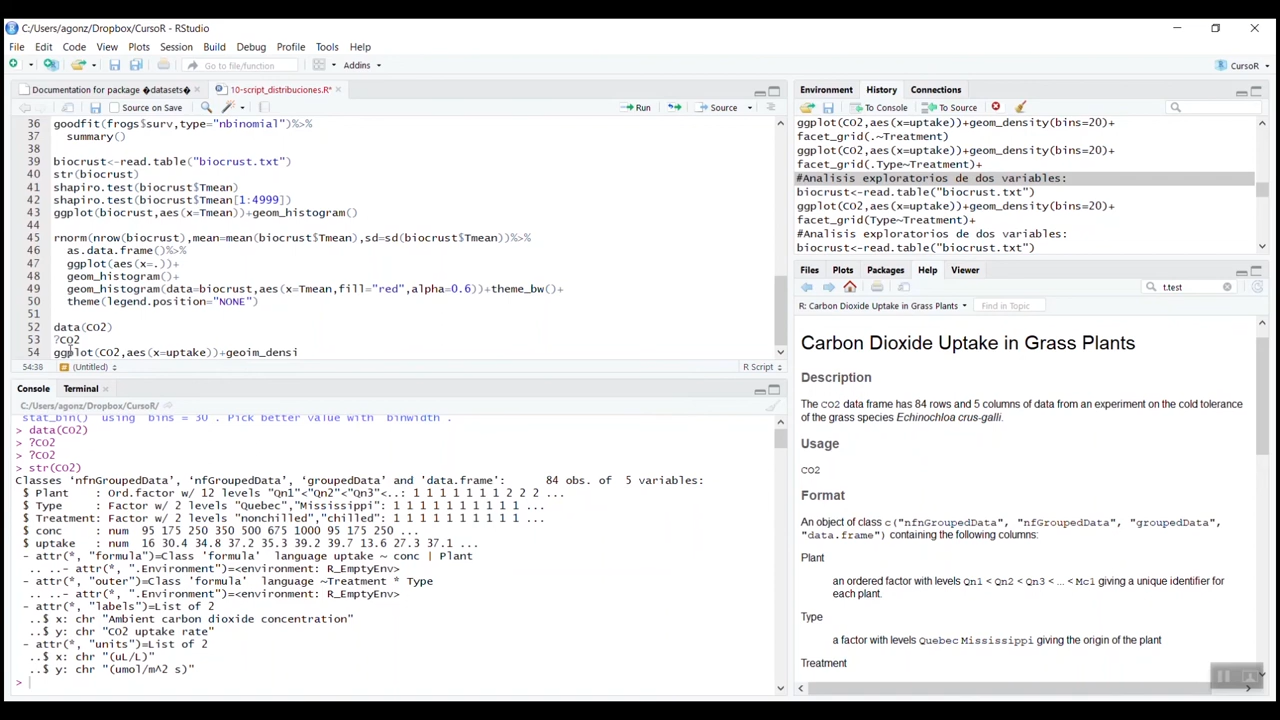 C:/Users/agonz/Dropbox/CursoR - RStudio
File Edit Code View Plots Session Build Debug Profile Tools Help
Go to file/function Addins CursoR
Documentation for package �datasets� 10-script_distribuciones.R*
Source on Save Run Source
36 goodfit(frogs$surv,type="nbinomial")%>%
37 summary()
38
39 biocrust<-read.table("biocrust.txt")
40 str(biocrust)
41 shapiro.test(biocrust$Tmean)
42 shapiro.test(biocrust$Tmean[1:4999])
43 ggplot(biocrust,aes(x=Tmean))+geom_histogram()
44
45 rnorm(nrow(biocrust),mean=mean(biocrust$Tmean),sd=sd(biocrust$Tmean))%>%
46 as.data.frame()%>%
47 ggplot(aes(x=.))+
48 geom_histogram()+
49 geom_histogram(data=biocrust,aes(x=Tmean,fill="red",alpha=0.6))+theme_bw()+
50 theme(legend.position="NONE")
51
52 data(CO2)
53 ?CO2
54 ggplot(CO2,aes(x=uptake))+geoim_densi
54:38 (Untitled) R Script
Console Terminal
C:/Users/agonz/Dropbox/CursoR/
`stat_bin()` using `bins = 30`. Pick better value with `binwidth`.
> data(CO2)
> ?CO2
> ?CO2
> str(CO2)
Classes ‘nfnGroupedData’, ‘nfGroupedData’, ‘groupedData’ and 'data.frame': 84 obs. of 5 variables:
$ Plant : Ord.factor w/ 12 levels "Qn1"<"Qn2"<"Qn3"<..: 1 1 1 1 1 1 1 2 2 2 ...
$ Type : Factor w/ 2 levels "Quebec","Mississippi": 1 1 1 1 1 1 1 1 1 1 ...
$ Treatment: Factor w/ 2 levels "nonchilled","chilled": 1 1 1 1 1 1 1 1 1 1 ...
$ conc : num 95 175 250 350 500 675 1000 95 175 250 ...
$ uptake : num 16 30.4 34.8 37.2 35.3 39.2 39.7 13.6 27.3 37.1 ...
- attr(*, "formula")=Class 'formula' language uptake ~ conc | Plant
.. ..- attr(*, ".Environment")=<environment: R_EmptyEnv>
- attr(*, "outer")=Class 'formula' language ~Treatment * Type
.. ..- attr(*, ".Environment")=<environment: R_EmptyEnv>
- attr(*, "labels")=List of 2
..$ x: chr "Ambient carbon dioxide concentration"
..$ y: chr "CO2 uptake rate"
- attr(*, "units")=List of 2
..$ x: chr "(uL/L)"
..$ y: chr "(umol/m^2 s)"
>
Environment History Connections
To Console To Source
ggplot(CO2,aes(x=uptake))+geom_density(bins=20)+
facet_grid(.~Treatment)
ggplot(CO2,aes(x=uptake))+geom_density(bins=20)+
facet_grid(.Type~Treatment)+
#Analisis exploratorios de dos variables:
biocrust<-read.table("biocrust.txt")
ggplot(CO2,aes(x=uptake))+geom_density(bins=20)+
facet_grid(Type~Treatment)+
#Analisis exploratorios de dos variables:
biocrust<-read.table("biocrust.txt")
Files Plots Packages Help Viewer
t.test
R: Carbon Dioxide Uptake in Grass Plants Find in Topic
Carbon Dioxide Uptake in Grass Plants
Description
The CO2 data frame has 84 rows and 5 columns of data from an experiment on the cold tolerance
of the grass species Echinochloa crus-galli.
Usage
CO2
Format
An object of class c("nfnGroupedData", "nfGroupedData", "groupedData",
"data.frame") containing the following columns:
Plant
an ordered factor with levels Qn1 < Qn2 < Qn3 < ... < Mc1 giving a unique identifier for
each plant.
Type
a factor with levels Quebec Mississippi giving the origin of the plant
Treatment